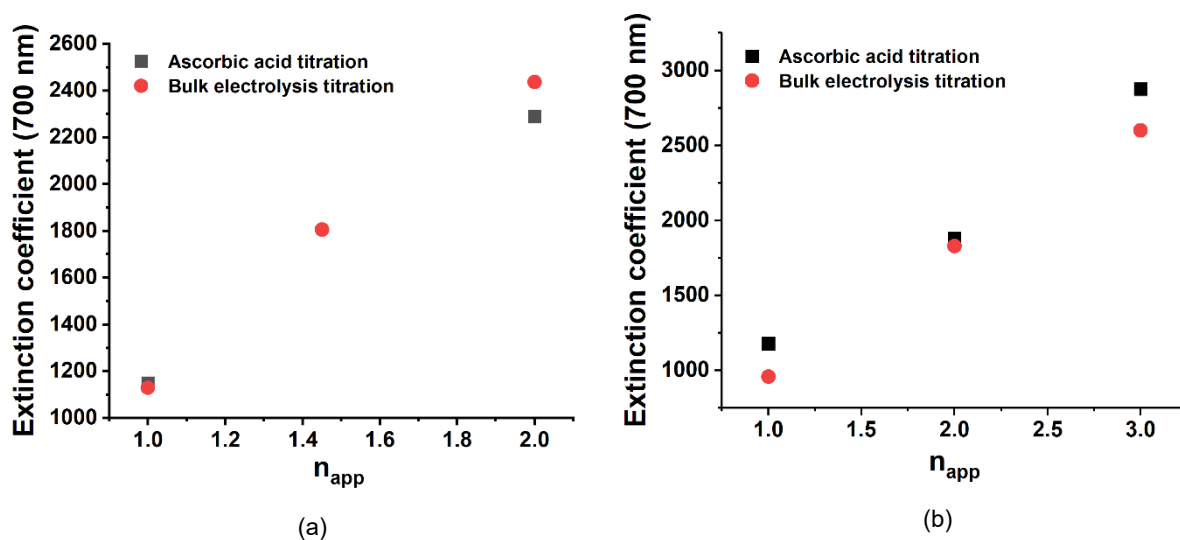 Extinction coefficient (700 nm)
2600
2400
2200
2000
1800
1600
1400
1200
1000
Ascorbic acid titration
Bulk electrolysis titration
1.0 1.2 1.4 1.6 1.8 2.0
napp
(a)
Extinction coefficient (700 nm)
3000
2500
2000
1500
1000
Ascorbic acid titration
Bulk electrolysis titration
1.0 1.5 2.0 2.5 3.0
napp
(b)